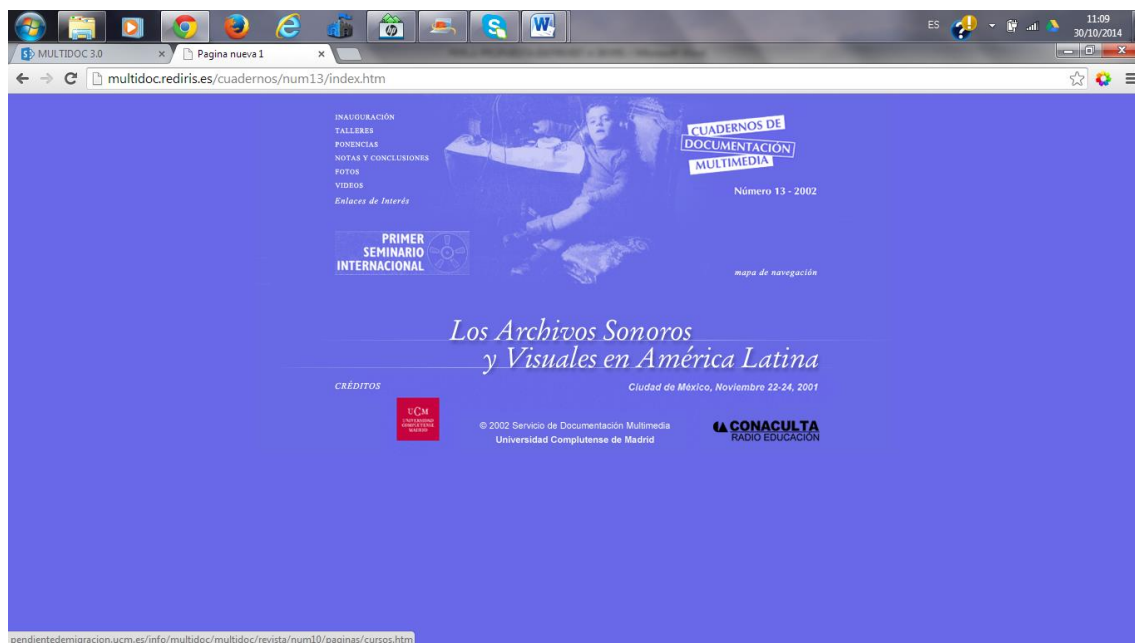 ES
11:09
30/10/2014
MULTIDOC 3.0
Pagina nueva 1
multidoc.rediris.es/cuadernos/num13/index.htm
INAUGURACIÓN
TALLERES
PONENCIAS
NOTAS Y CONCLUSIONES
FOTOS
VIDEOS
Enlaces de Interés
CUADERNOS DE
DOCUMENTACIÓN
MULTIMEDIA
Número 13 - 2002
PRIMER
SEMINARIO
INTERNACIONAL
mapa de navegación
Los Archivos Sonoros
y Visuales en América Latina
CRÉDITOS
Ciudad de México, Noviembre 22-24, 2001
UCM
UNIVERSIDAD
COMPLUTENSE
MADRID
© 2002 Servicio de Documentación Multimedia
Universidad Complutense de Madrid
CONACULTA
RADIO EDUCACIÓN
pendientedemigracion.ucm.es/info/multidoc/multidoc/revista/num10/paginas/cursos.htm